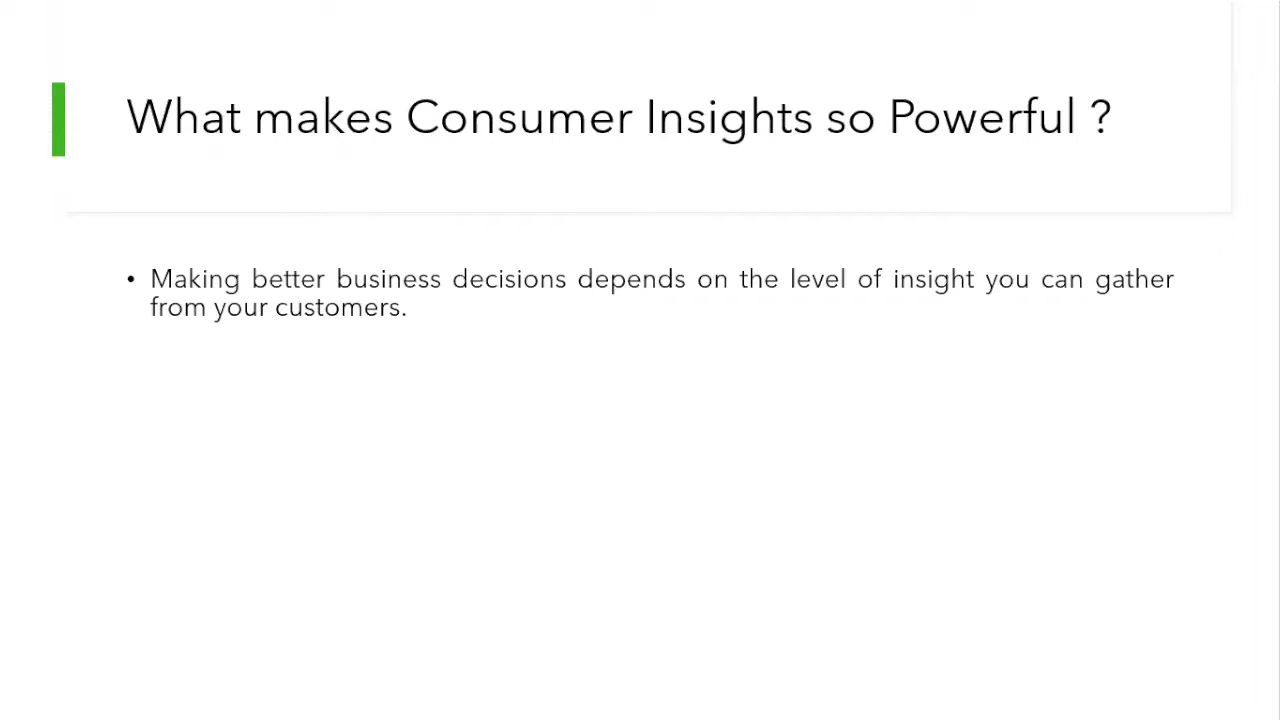 What makes Consumer Insights so Powerful ?
• Making better business decisions depends on the level of insight you can gather
from your customers.